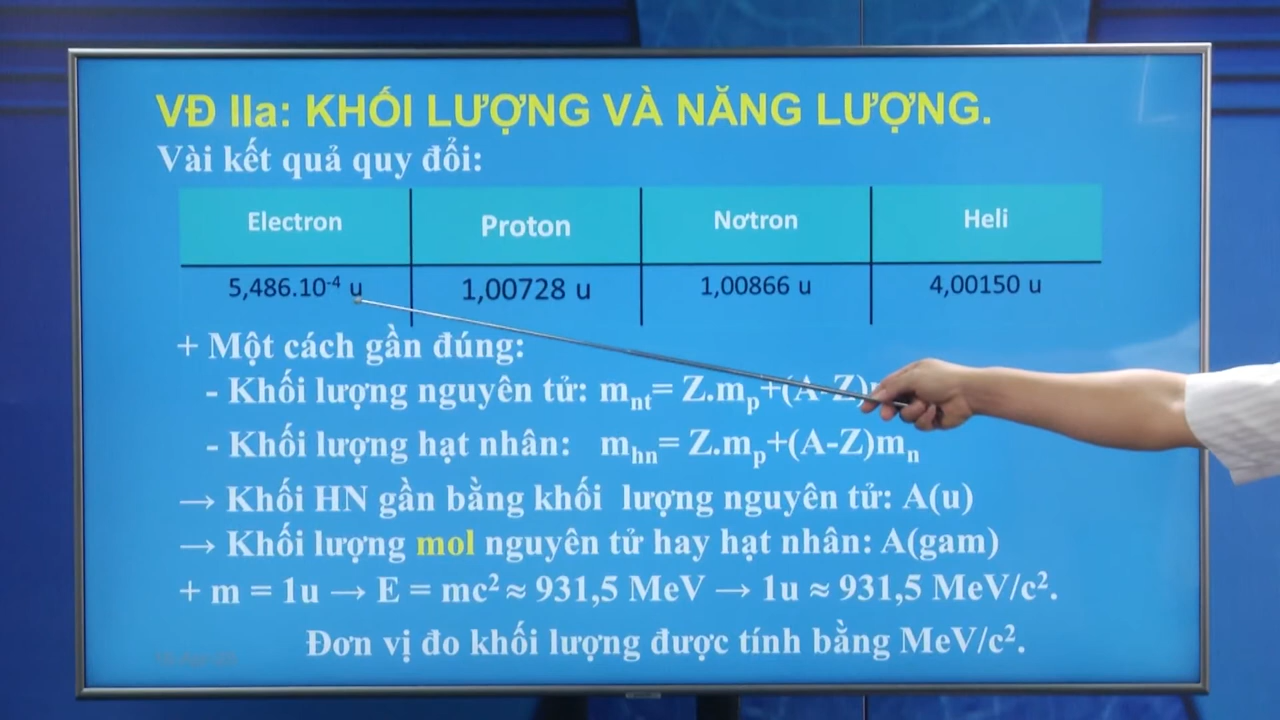 VĐ IIa: KHỐI LƯỢNG VÀ NĂNG LƯỢNG.
Vài kết quả quy đổi:
Electron Proton Nơtron Heli
5,486.10⁻⁴ u 1,00728 u 1,00866 u 4,00150 u
+ Một cách gần đúng:
- Khối lượng nguyên tử: mₙₜ= Z.mₚ+(A-Z)
- Khối lượng hạt nhân: mₕₙ= Z.mₚ+(A-Z)mₙ
→ Khối HN gần bằng khối lượng nguyên tử: A(u)
→ Khối lượng mol nguyên tử hay hạt nhân: A(gam)
+ m = 1u → E = mc² ≈ 931,5 MeV → 1u ≈ 931,5 MeV/c².
Đơn vị đo khối lượng được tính bằng MeV/c².